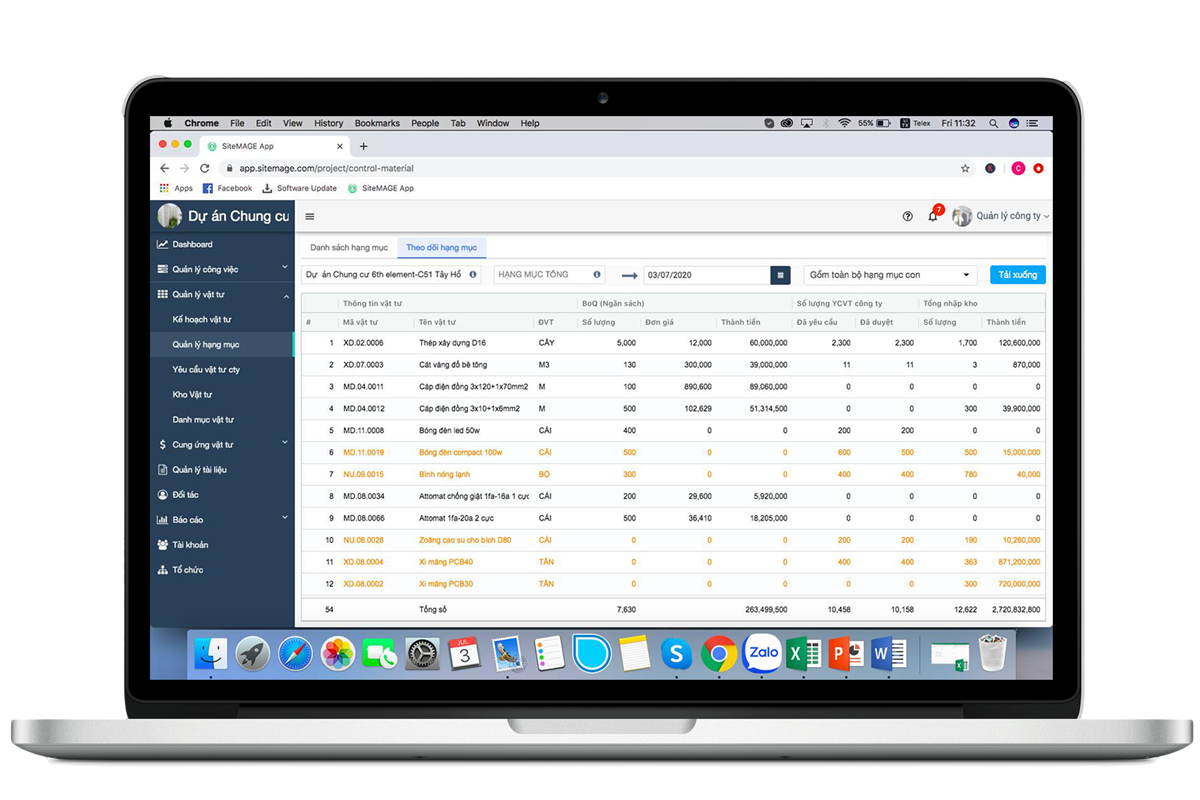 Chrome File Edit View History Bookmarks People Tab Window Help 55% Telex Fri 11:32
SiteMAGE App
app.sitemage.com/project/control-material C
Apps Facebook Software Update SiteMAGE App
Dự án Chung cư 7 Quản lý công ty
Dashboard
Quản lý công việc
Quản lý vật tư
Kế hoạch vật tư
Quản lý hạng mục
Yêu cầu vật tư cty
Kho Vật tư
Danh mục vật tư
Cung ứng vật tư
Quản lý tài liệu
Đối tác
Báo cáo
Tài khoản
Tổ chức
Danh sách hạng mục Theo dõi hạng mục
Dự án Chung cư 6th element-C51 Tây Hồ HẠNG MỤC TỔNG 03/07/2020 Gồm toàn bộ hạng mục con Tải xuống
Thông tin vật tư BoQ (Ngân sách) Số lượng YCVT công ty Tổng nhập kho
# Mã vật tư Tên vật tư ĐVT Số lượng Đơn giá Thành tiền Đã yêu cầu Đã duyệt Số lượng Thành tiền
1 XD.02.0006 Thép xây dựng D16 CÂY 5,000 12,000 60,000,000 2,300 2,300 1,700 120,600,000
2 XD.07.0003 Cát vàng đổ bê tông M3 130 300,000 39,000,000 11 11 3 870,000
3 MD.04.0011 Cáp điện đồng 3x120+1x70mm2 M 100 890,600 89,060,000 0 0 0 0
4 MD.04.0012 Cáp điện đồng 3x10+1x6mm2 M 500 102,629 51,314,500 0 0 300 39,900,000
5 MD.11.0008 Bóng đèn led 50w CÁI 400 0 0 200 200 0 0
6 MD.11.0019 Bóng đèn compact 100w CÁI 500 0 0 600 500 500 15,000,000
7 NU.09.0015 Bình nóng lạnh BỘ 300 0 0 400 400 780 40,000
8 MD.08.0034 Attomat chống giật 1fa-16a 1 cực CÁI 200 29,600 5,920,000 0 0 0 0
9 MD.08.0066 Attomat 1fa-20a 2 cực CÁI 500 36,410 18,205,000 0 0 0 0
10 NU.08.0028 Zoăng cao su cho bích D80 CÁI 0 0 0 200 200 190 10,260,000
11 XD.08.0004 Xi măng PCB40 TẤN 0 0 0 400 400 363 871,200,000
12 XD.08.0002 Xi măng PCB30 TẤN 0 0 0 0 0 300 720,000,000
54 Tổng số 7,630 263,499,500 10,458 10,158 12,622 2,720,832,800
JUL
3
S
Zalo
X
P
W
X